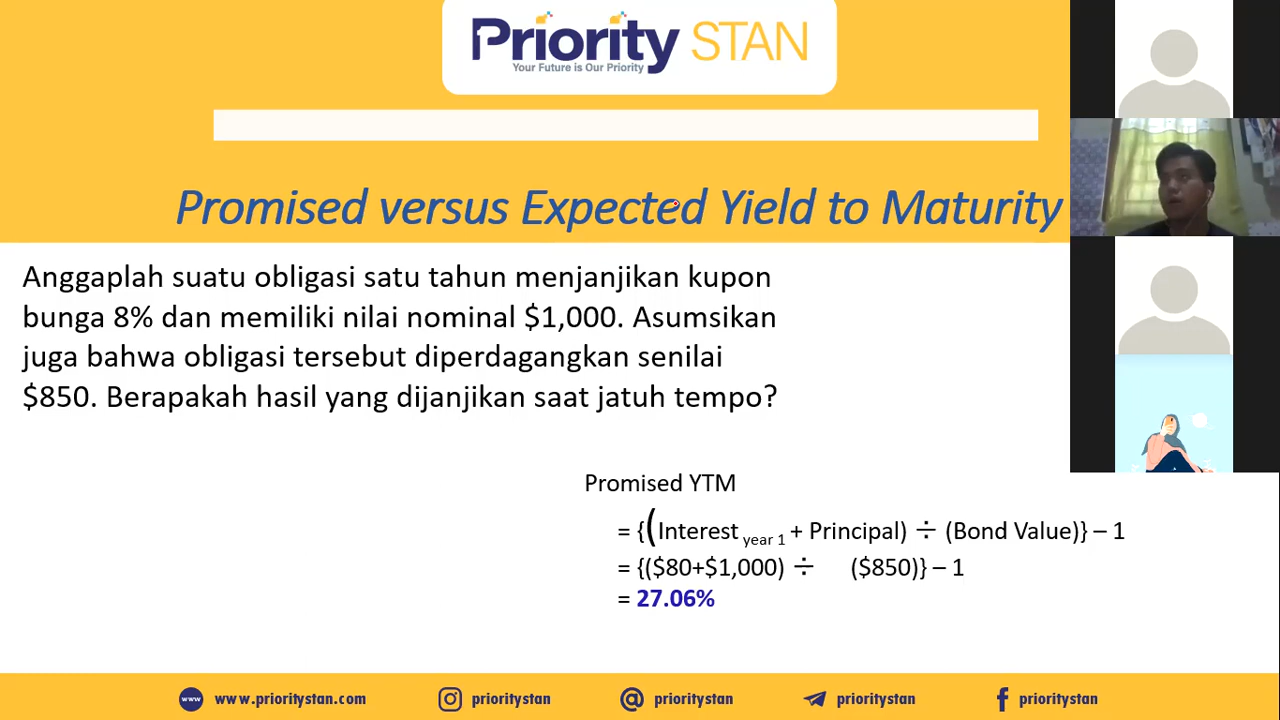 Priority STAN
Your Future is Our Priority
Promised versus Expected Yield to Maturity
Anggaplah suatu obligasi satu tahun menjanjikan kupon
bunga 8% dan memiliki nilai nominal $1,000. Asumsikan
juga bahwa obligasi tersebut diperdagangkan senilai
$850. Berapakah hasil yang dijanjikan saat jatuh tempo?
Promised YTM
= {(Interest year 1 + Principal) ÷ (Bond Value)} – 1
= {($80+$1,000) ÷ ($850)} – 1
= 27.06%
www www.prioritystan.com prioritystan @ prioritystan prioritystan f prioritystan